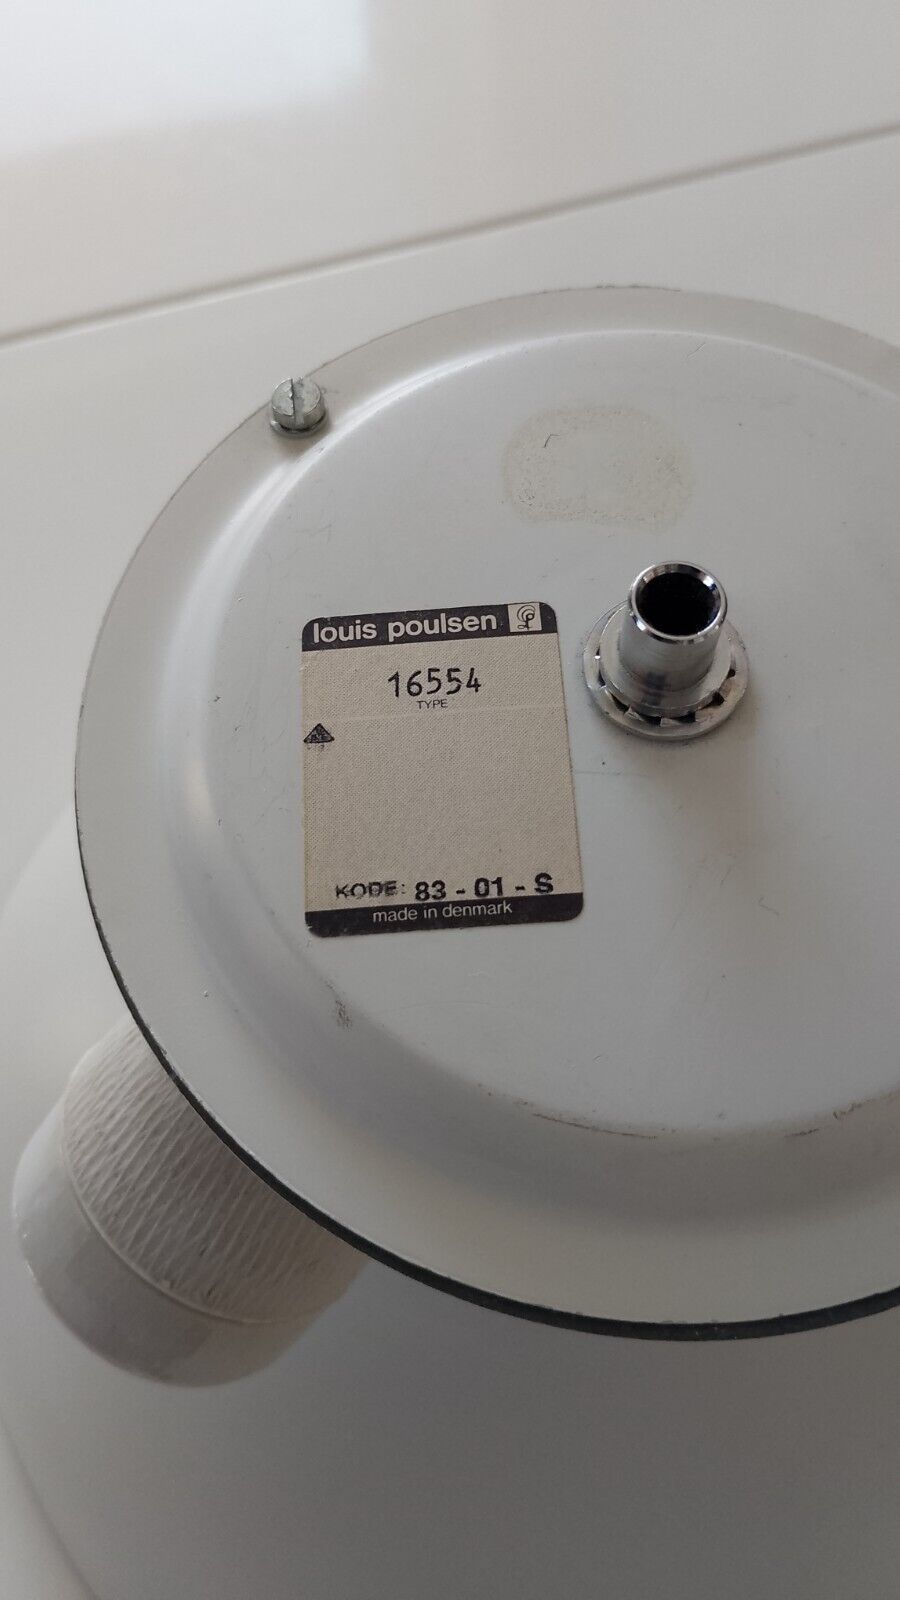 louis poulsen
16554
TYPE
KODE: 83 - 01 - S
made in denmark